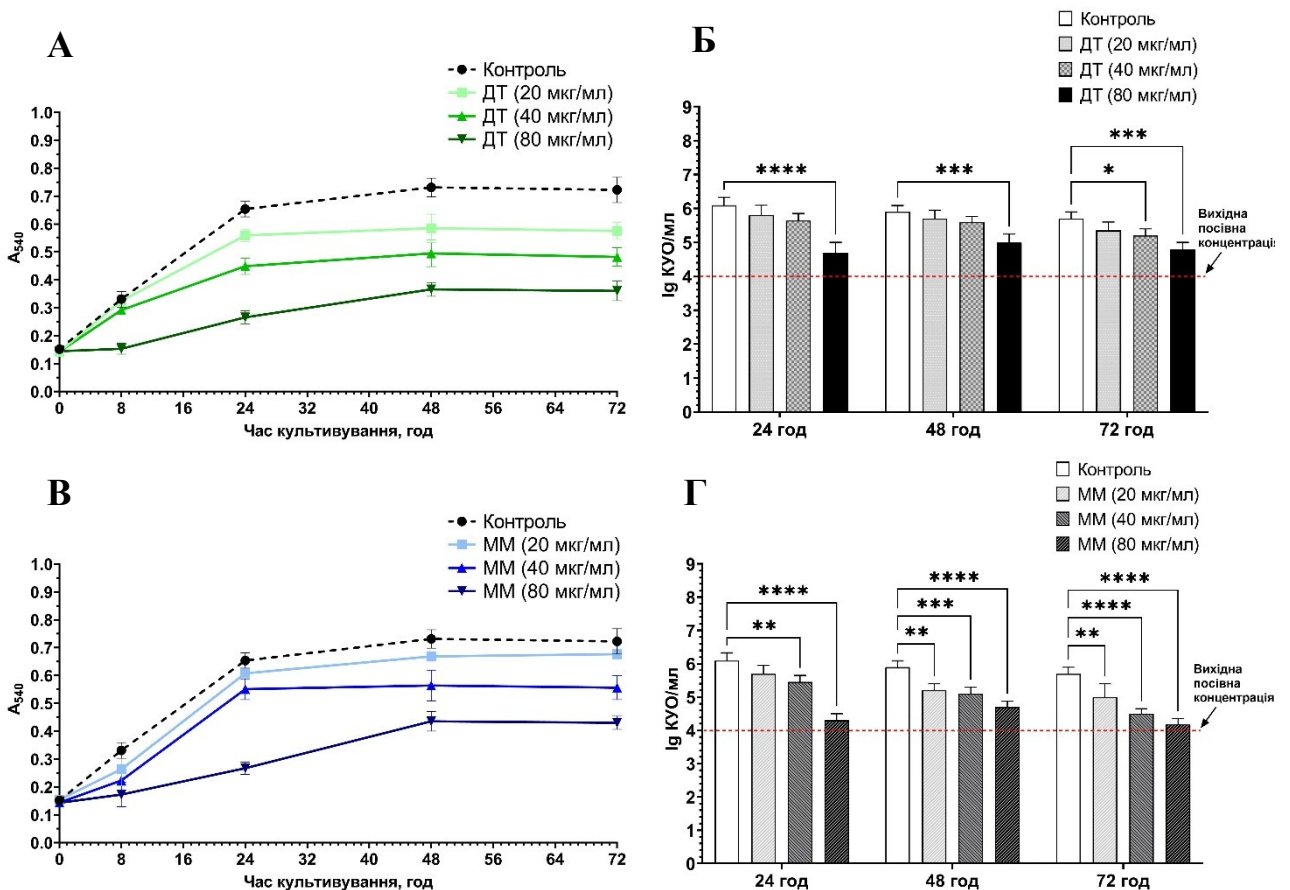 А
Контроль
ДТ (20 мкг/мл)
ДТ (40 мкг/мл)
ДТ (80 мкг/мл)
1.0
0.9
0.8
0.7
0.6
0.5
0.4
0.3
0.2
0.1
0.0
A540
0 8 16 24 32 40 48 56 64 72
Час культивування, год
Б
Контроль
ДТ (20 мкг/мл)
ДТ (40 мкг/мл)
ДТ (80 мкг/мл)
9
8
7
6
5
4
3
2
1
0
lg КУО/мл
****
***
***
*
Вихідна
посівна
концентрація
24 год 48 год 72 год
В
Контроль
ММ (20 мкг/мл)
ММ (40 мкг/мл)
ММ (80 мкг/мл)
1.0
0.9
0.8
0.7
0.6
0.5
0.4
0.3
0.2
0.1
0.0
A540
0 8 16 24 32 40 48 56 64 72
Час культивування, год
Г
Контроль
ММ (20 мкг/мл)
ММ (40 мкг/мл)
ММ (80 мкг/мл)
9
8
7
6
5
4
3
2
1
0
lg КУО/мл
****
**
****
***
**
****
****
**
Вихідна
посівна
концентрація
24 год 48 год 72 год